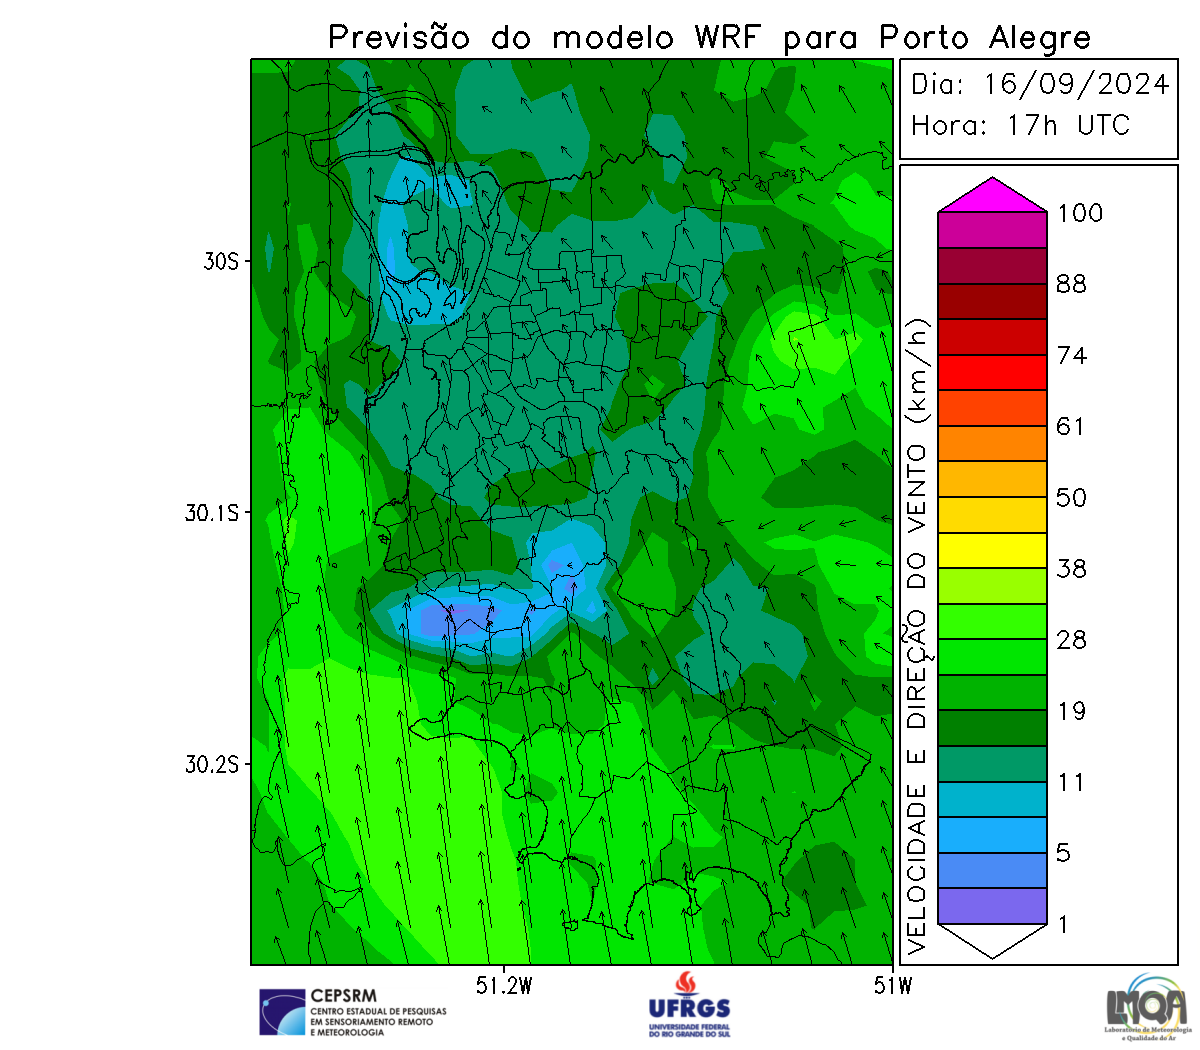 Previsão do modelo WRF para Porto Alegre
Dia: 16/09/2024
Hora: 17h UTC
30S
30.1S
30.2S
51.2W
51W
VELOCIDADE E DIREÇÃO DO VENTO (km/h)
100
88
74
61
50
38
28
19
11
5
1
CEPSRM
CENTRO ESTADUAL DE PESQUISAS
EM SENSORIAMENTO REMOTO
E METEOROLOGIA
UFRGS
UNIVERSIDADE FEDERAL
DO RIO GRANDE DO SUL
LMQA
Laboratório de Meteorologia
e Qualidade do Ar